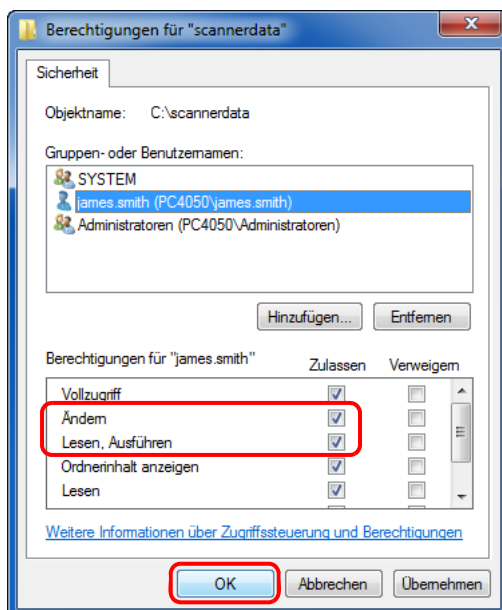 Berechtigungen für "scannerdata"
Sicherheit
Objektname: C:\scannerdata
Gruppen- oder Benutzernamen:
SYSTEM
james.smith (PC4050\james.smith)
Administratoren (PC4050\Administratoren)
Hinzufügen... Entfernen
Berechtigungen für "james.smith" Zulassen Verweigern
Vollzugriff
Ändern
Lesen, Ausführen
Ordnerinhalt anzeigen
Lesen
Weitere Informationen über Zugriffssteuerung und Berechtigungen
OK Abbrechen Übernehmen